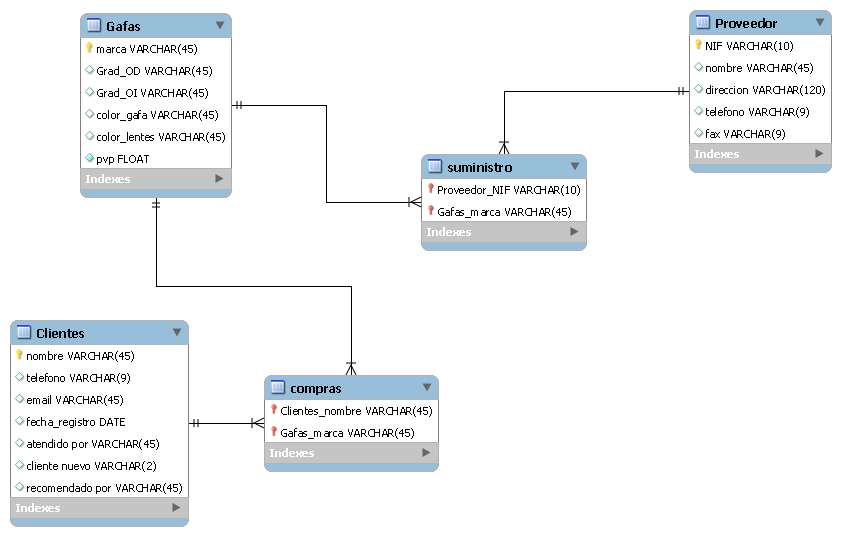 Gafas
marca VARCHAR(45)
Grad_OD VARCHAR(45)
Grad_OI VARCHAR(45)
color_gafa VARCHAR(45)
color_lentes VARCHAR(45)
pvp FLOAT
Indexes
Proveedor
NIF VARCHAR(10)
nombre VARCHAR(45)
direccion VARCHAR(120)
telefono VARCHAR(9)
fax VARCHAR(9)
Indexes
suministro
Proveedor_NIF VARCHAR(10)
Gafas_marca VARCHAR(45)
Indexes
Clientes
nombre VARCHAR(45)
telefono VARCHAR(9)
email VARCHAR(45)
fecha_registro DATE
atendido por VARCHAR(45)
cliente nuevo VARCHAR(2)
recomendado por VARCHAR(45)
Indexes
compras
Clientes_nombre VARCHAR(45)
Gafas_marca VARCHAR(45)
Indexes